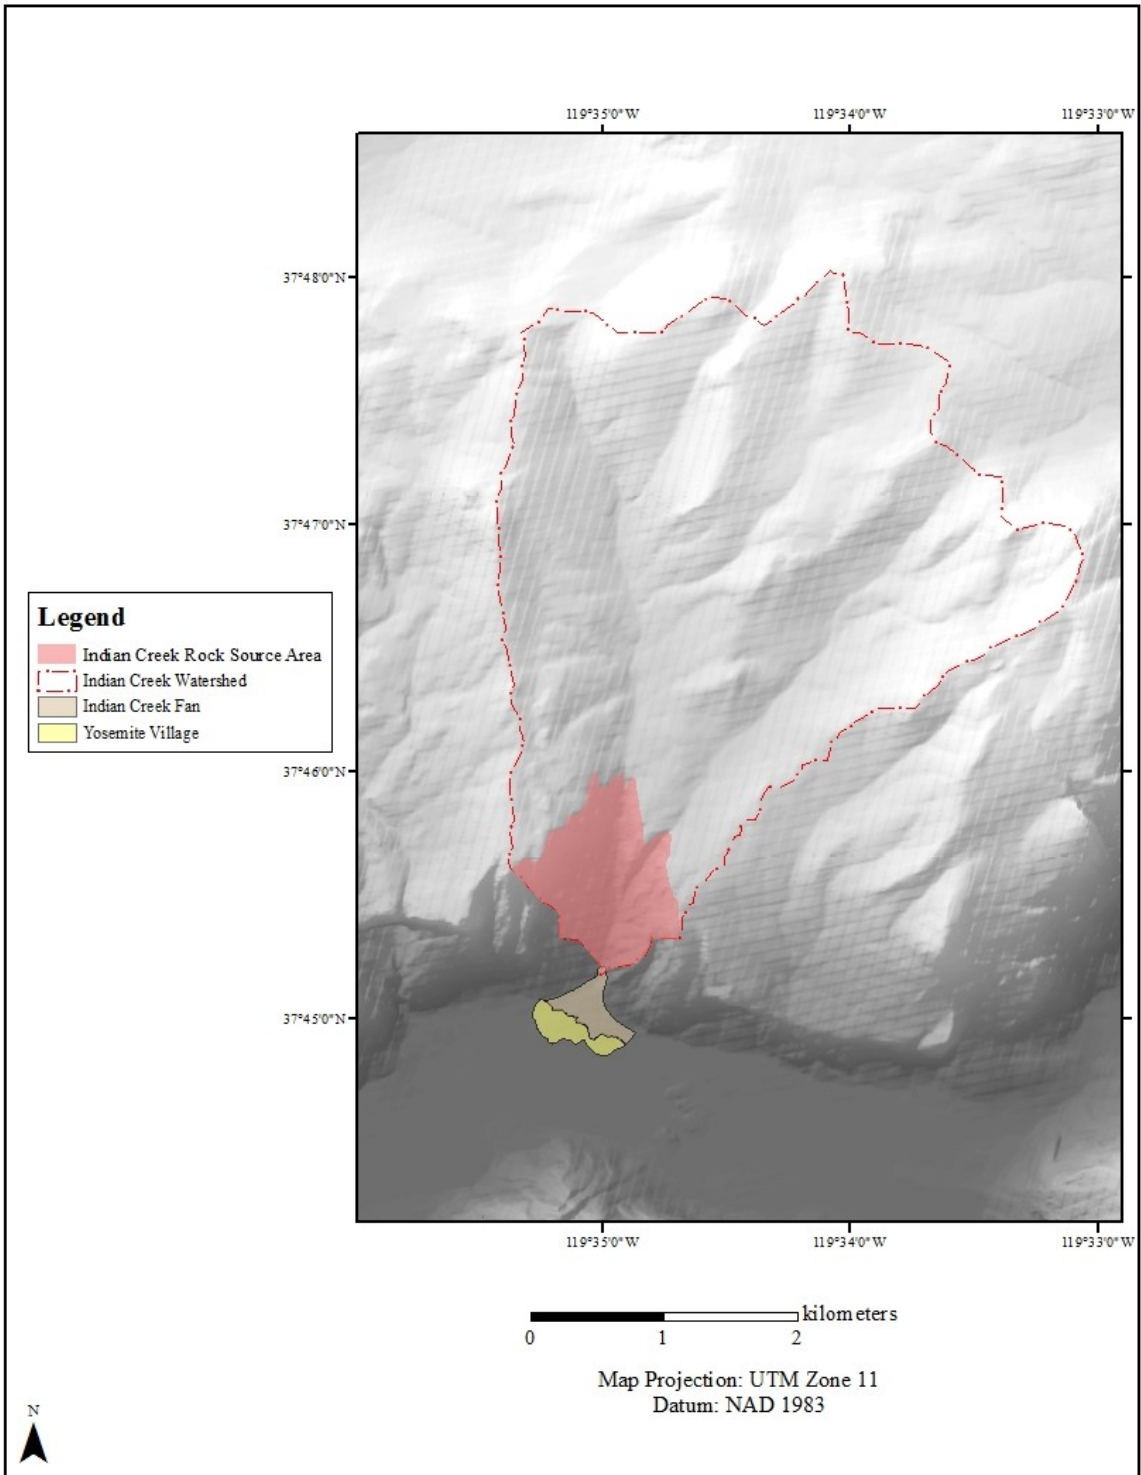 119°35'0"W 119°34'0"W 119°33'0"W
37°48'0"N
37°47'0"N
Legend
Indian Creek Rock Source Area
Indian Creek Watershed
Indian Creek Fan
Yosemite Village
37°46'0"N
37°45'0"N
119°35'0"W 119°34'0"W 119°33'0"W
kilometers
0 1 2
Map Projection: UTM Zone 11
Datum: NAD 1983
N